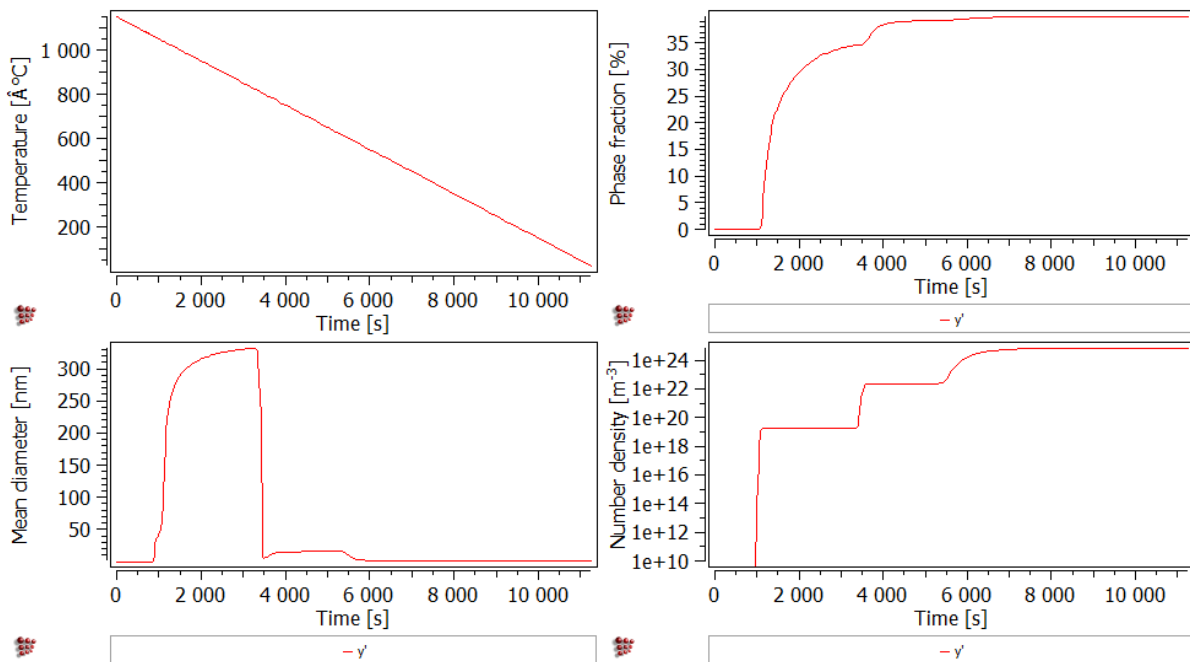 Temperature [Â°C]
1 000
800
600
400
200
0 2 000 4 000 6 000 8 000 10 000
Time [s]
Phase fraction [%]
35
30
25
20
15
10
5
0
0 2 000 4 000 6 000 8 000 10 000
Time [s]
y'
Mean diameter [nm]
300
250
200
150
100
50
0 2 000 4 000 6 000 8 000 10 000
Time [s]
y'
Number density [m⁻³]
1e+24
1e+22
1e+20
1e+18
1e+16
1e+14
1e+12
1e+10
0 2 000 4 000 6 000 8 000 10 000
Time [s]
y'